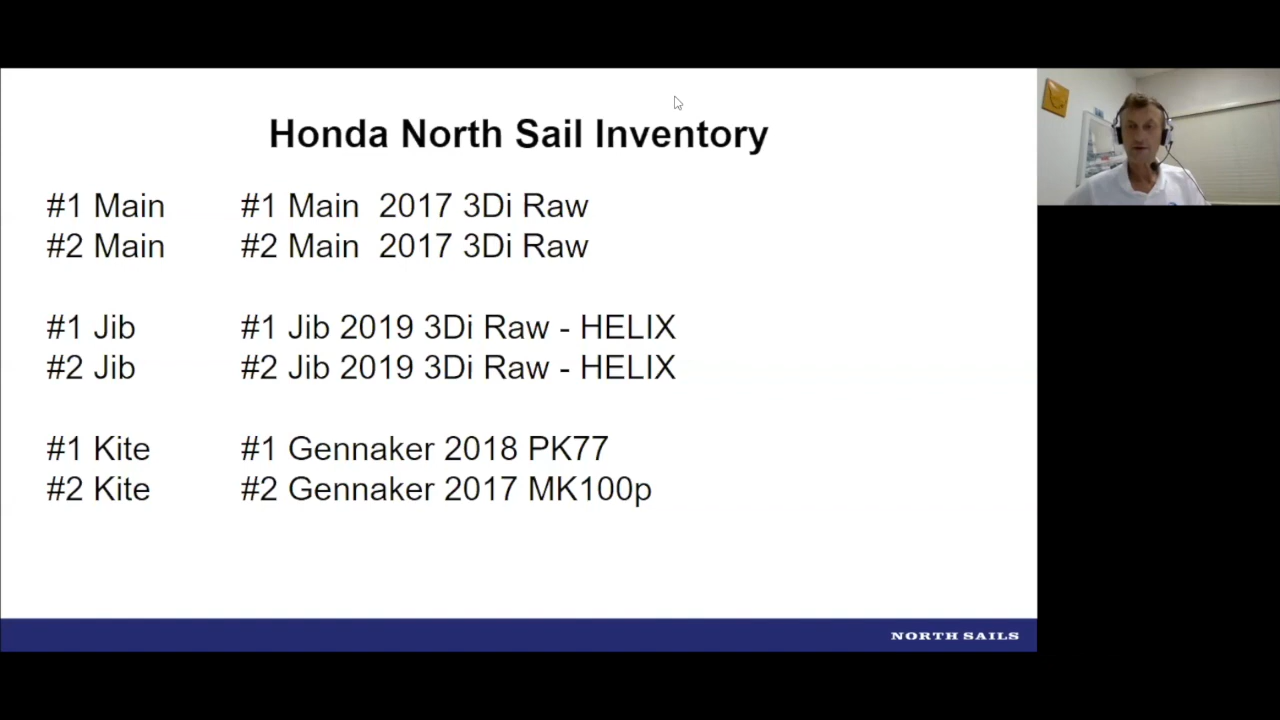 Honda North Sail Inventory
#1 Main #1 Main 2017 3Di Raw
#2 Main #2 Main 2017 3Di Raw
#1 Jib #1 Jib 2019 3Di Raw - HELIX
#2 Jib #2 Jib 2019 3Di Raw - HELIX
#1 Kite #1 Gennaker 2018 PK77
#2 Kite #2 Gennaker 2017 MK100p
NORTH SAILS